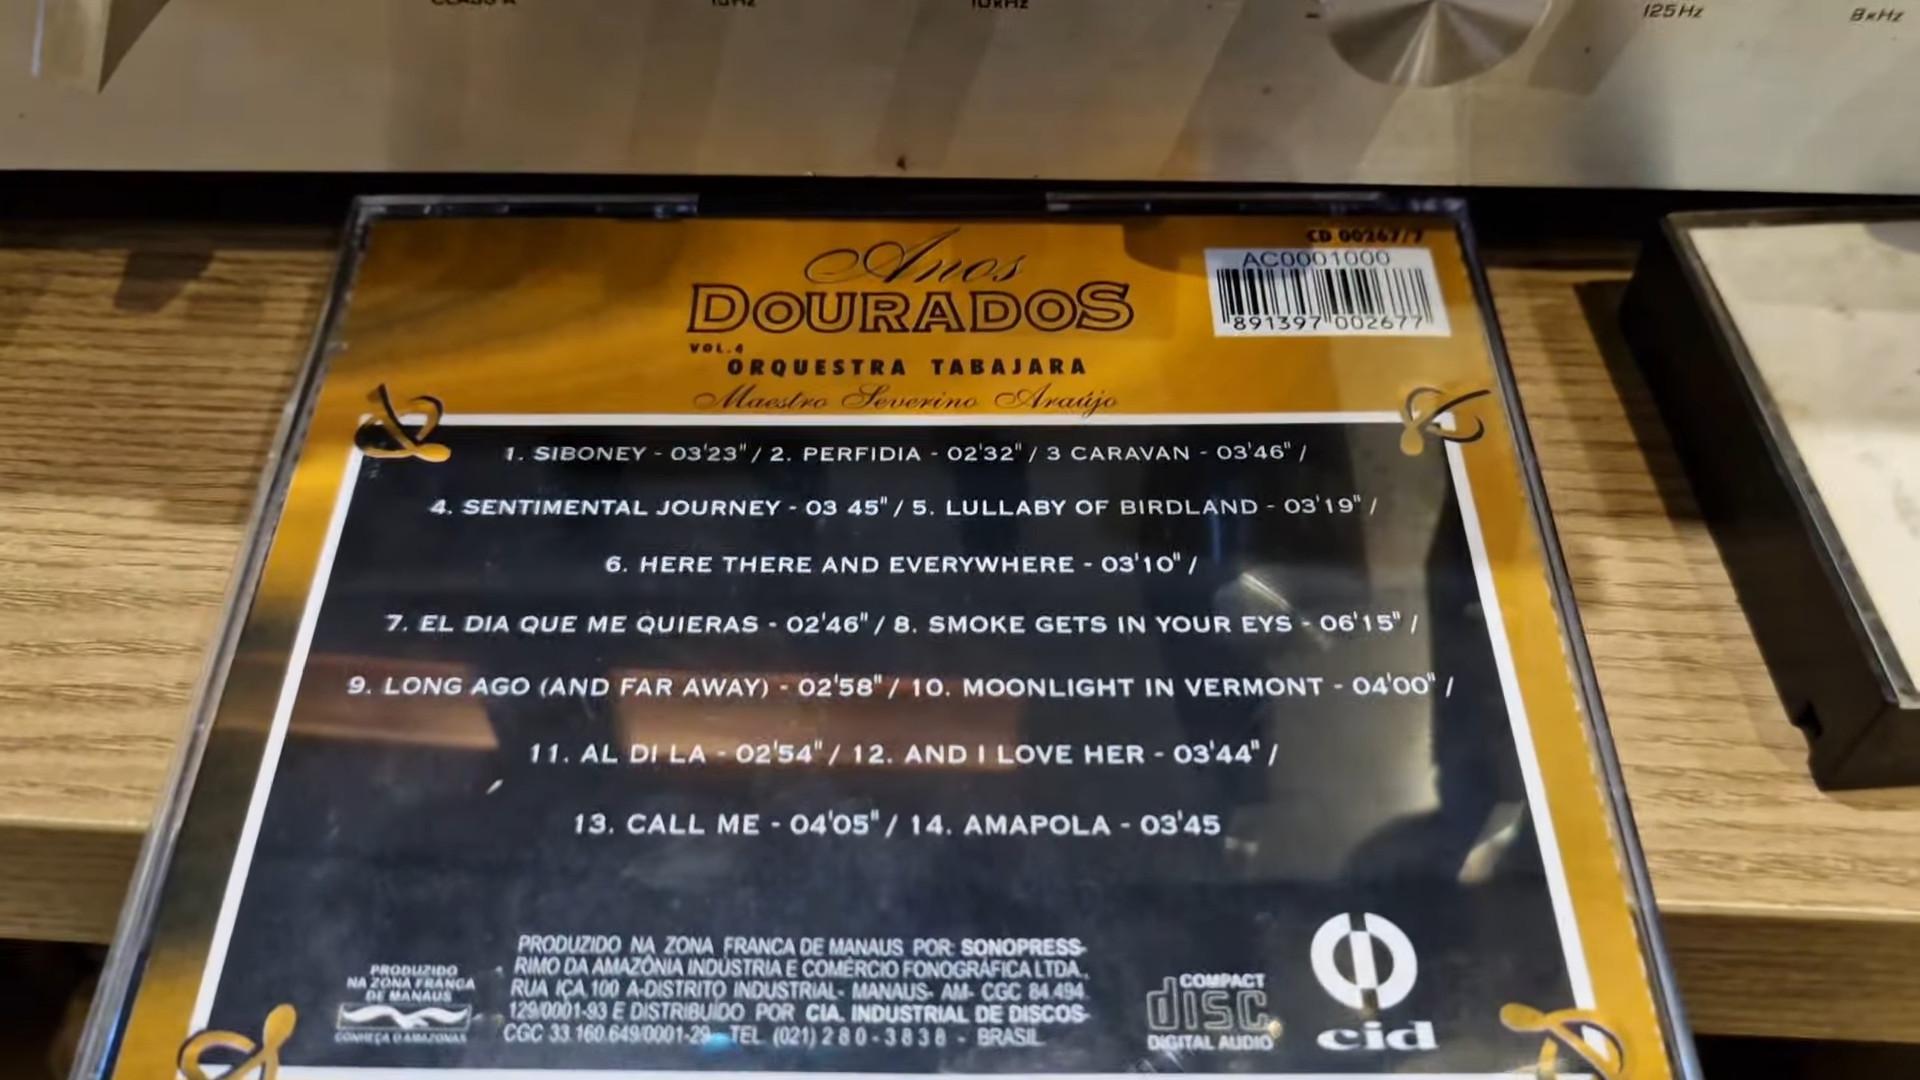 CLASS A
10kHz
125Hz
8kHz
CD 00267/7
AC0001000
891397 002677
Anos
DOURADOS
VOL.4
ORQUESTRA TABAJARA
Maestro Severino Araújo
1. SIBONEY - 03'23" / 2. PERFIDIA - 02'32" / 3 CARAVAN - 03'46" /
4. SENTIMENTAL JOURNEY - 03 45" / 5. LULLABY OF BIRDLAND - 03'19" /
6. HERE THERE AND EVERYWHERE - 03'10" /
7. EL DIA QUE ME QUIERAS - 02'46" / 8. SMOKE GETS IN YOUR EYS - 06'15" /
9. LONG AGO (AND FAR AWAY) - 02'58" / 10. MOONLIGHT IN VERMONT - 04'00" /
11. AL DI LA - 02'54" / 12. AND I LOVE HER - 03'44" /
13. CALL ME - 04'05" / 14. AMAPOLA - 03'45
PRODUZIDO
NA ZONA FRANCA
DE MANAUS
CONHEÇA O AMAZONAS
PRODUZIDO NA ZONA FRANCA DE MANAUS POR SONOPRESS-
RIMO DA AMAZÔNIA INDÚSTRIA E COMÉRCIO FONOGRÁFICA LTDA.
RUA IÇA,100 A-DISTRITO INDUSTRIAL- MANAUS- AM- CGC 84.494.
129/0001-93 E DISTRIBUÍDO POR CIA. INDUSTRIAL DE DISCOS-
CGC 33.160.649/0001-29 - TEL. (021) 280-3838 - BRASIL
COMPACT
disc
DIGITAL AUDIO
cid